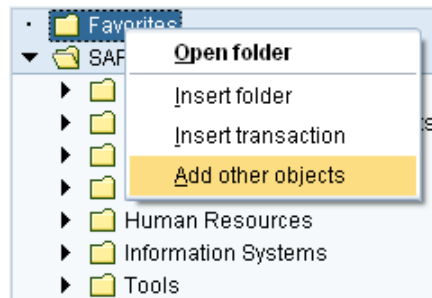 Favorites
SAP
Open folder
Insert folder
Insert transaction
Add other objects
Human Resources
Information Systems
Tools